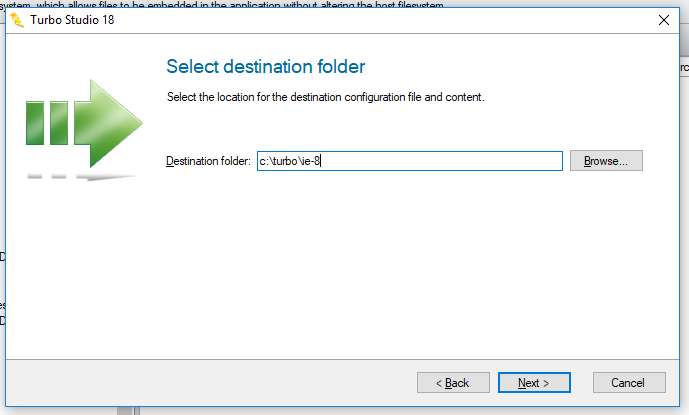 system, which allows files to be embedded in the application without altering the host filesystem
Turbo Studio 18
Select destination folder
Select the location for the destination configuration file and content.
Destination folder: c:\turbo\ie-8 Browse...
< Back Next > Cancel